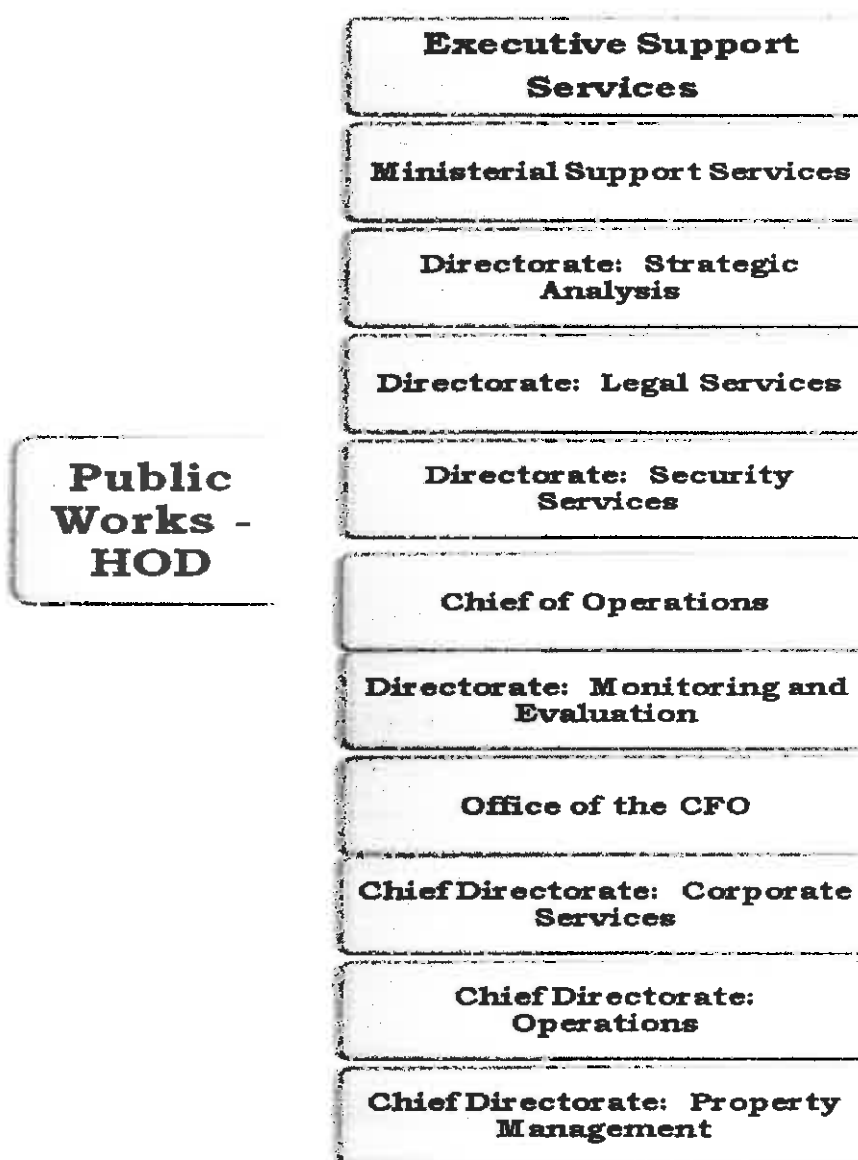 Public
Works -
HOD
Executive Support
Services
Ministerial Support Services
Directorate: Strategic
Analysis
Directorate: Legal Services
Directorate: Security
Services
Chief of Operations
Directorate: Monitoring and
Evaluation
Office of the CFO
Chief Directorate: Corporate
Services
Chief Directorate:
Operations
Chief Directorate: Property
Management